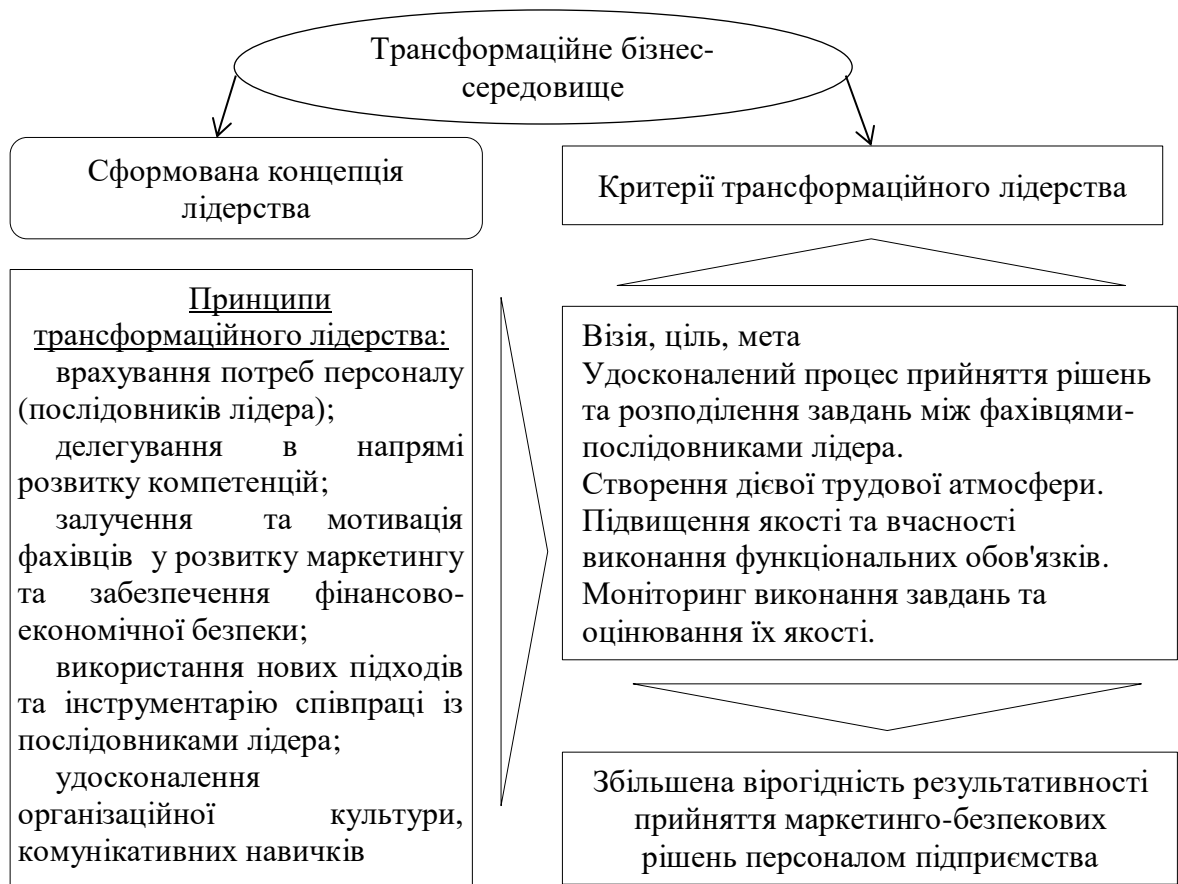 Трансформаційне бізнес-
середовище
Сформована концепція
лідерства
Критерії трансформаційного лідерства
Принципи
трансформаційного лідерства:
врахування потреб персоналу
(послідовників лідера);
делегування в напрямі
розвитку компетенцій;
залучення та мотивація
фахівців у розвитку маркетингу
та забезпечення фінансово-
економічної безпеки;
використання нових підходів
та інструментарію співпраці із
послідовниками лідера;
удосконалення
організаційної культури,
комунікативних навичків
Візія, ціль, мета
Удосконалений процес прийняття рішень
та розподілення завдань між фахівцями-
послідовниками лідера.
Створення дієвої трудової атмосфери.
Підвищення якості та вчасності
виконання функціональних обов'язків.
Моніторинг виконання завдань та
оцінювання їх якості.
Збільшена вірогідність результативності
прийняття маркетинго-безпекових
рішень персоналом підприємства